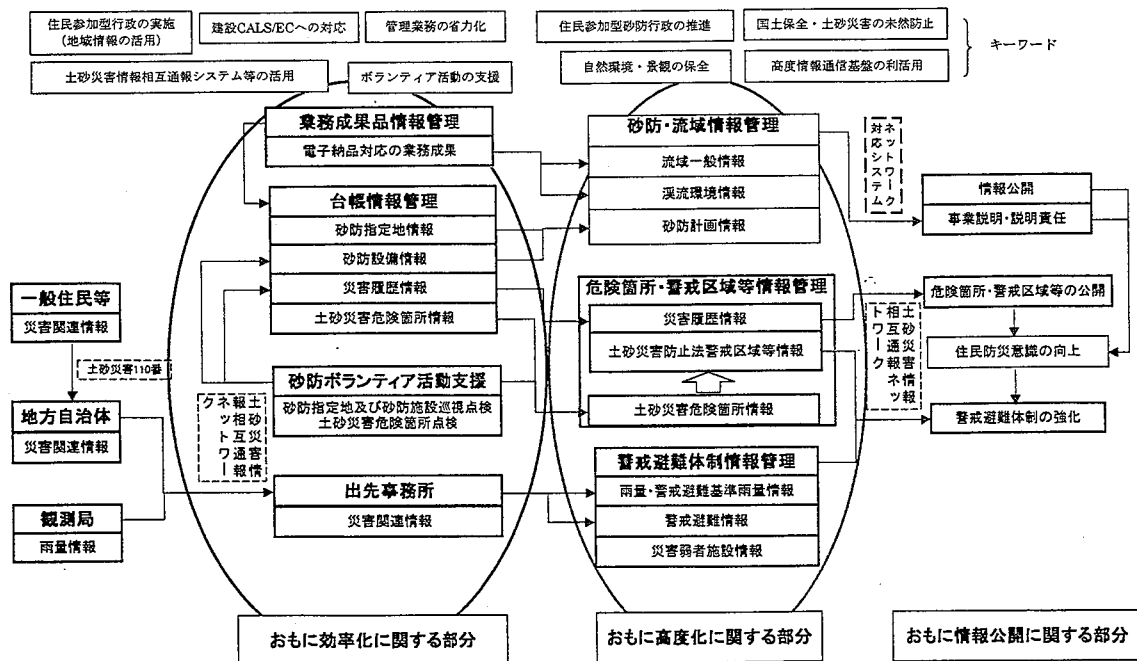 住民参加型行政の実施
(地域情報の活用)
建設CALS/ECへの対応
管理業務の省力化
住民参加型砂防行政の推進
国土保全・土砂災害の未然防止
キーワード
土砂災害情報相互通報システム等の活用
ボランティア活動の支援
自然環境・景観の保全
高度情報通信基盤の利活用
業務成果品情報管理
電子納品対応の業務成果
台帳情報管理
砂防指定地情報
砂防設備情報
災害履歴情報
土砂災害危険箇所情報
一般住民等
災害関連情報
土砂災害110番
地方自治体
災害関連情報
観測局
雨量情報
土砂災害情
報相互通報
ネットワー
ク
砂防ボランティア活動支援
砂防指定地及び砂防施設巡視点検
土砂災害危険箇所点検
出先事務所
災害関連情報
砂防・流域情報管理
流域一般情報
渓流環境情報
砂防計画情報
ネットワーク
対応システム
危険箇所・警戒区域等情報管理
災害履歴情報
土砂災害防止法警戒区域等情報
土砂災害危険箇所情報
警戒避難体制情報管理
雨量・警戒避難基準雨量情報
警戒避難情報
災害弱者施設情報
土砂災害情報
相互通報ネッ
トワーク
情報公開
事業説明・説明責任
危険箇所・警戒区域等の公開
住民防災意識の向上
警戒避難体制の強化
おもに効率化に関する部分
おもに高度化に関する部分
おもに情報公開に関する部分